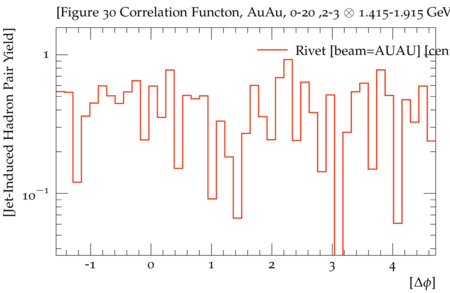 [Figure 30 Correlation Functon, AuAu, 0-20 ,2-3 ⊗ 1.415-1.915 GeV
Rivet [beam=AUAU] [cen
[Jet-Induced Hadron Pair Yield]
1
10⁻¹
-1 0 1 2 3 4
[Δϕ]